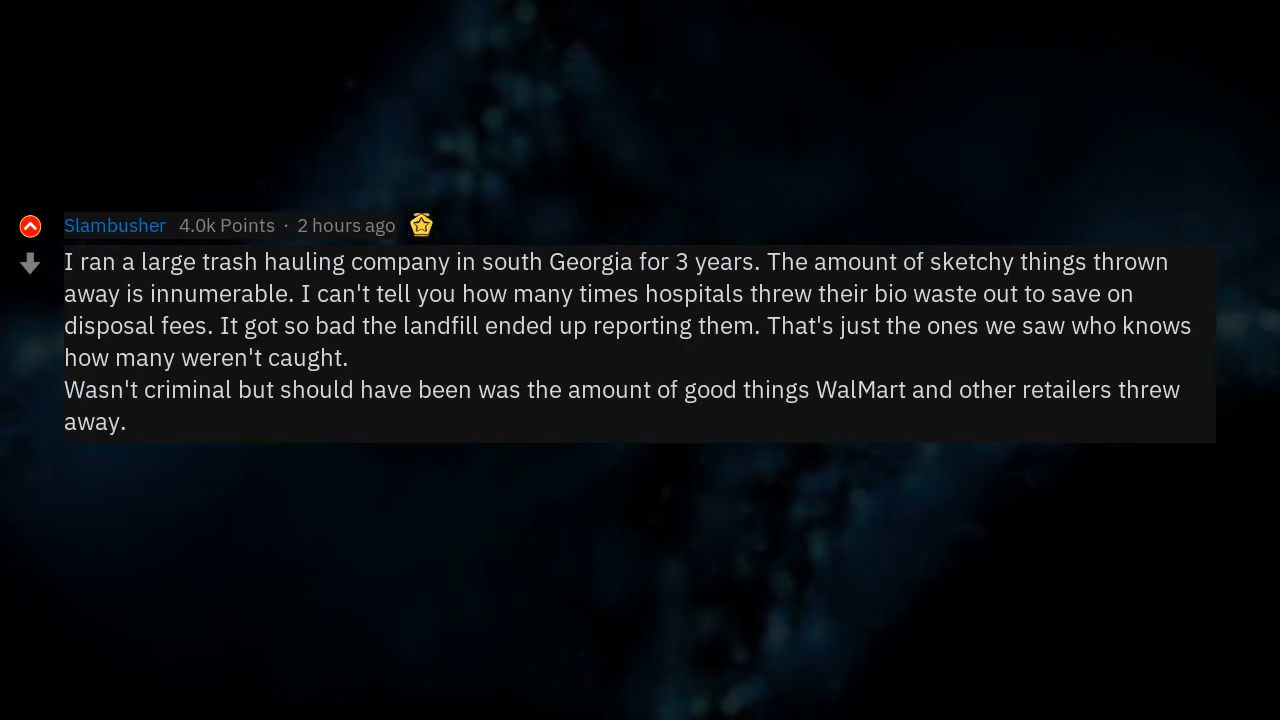 Slambusher 4.0k Points · 2 hours ago
I ran a large trash hauling company in south Georgia for 3 years. The amount of sketchy things thrown
away is innumerable. I can't tell you how many times hospitals threw their bio waste out to save on
disposal fees. It got so bad the landfill ended up reporting them. That's just the ones we saw who knows
how many weren't caught.
Wasn't criminal but should have been was the amount of good things WalMart and other retailers threw
away.